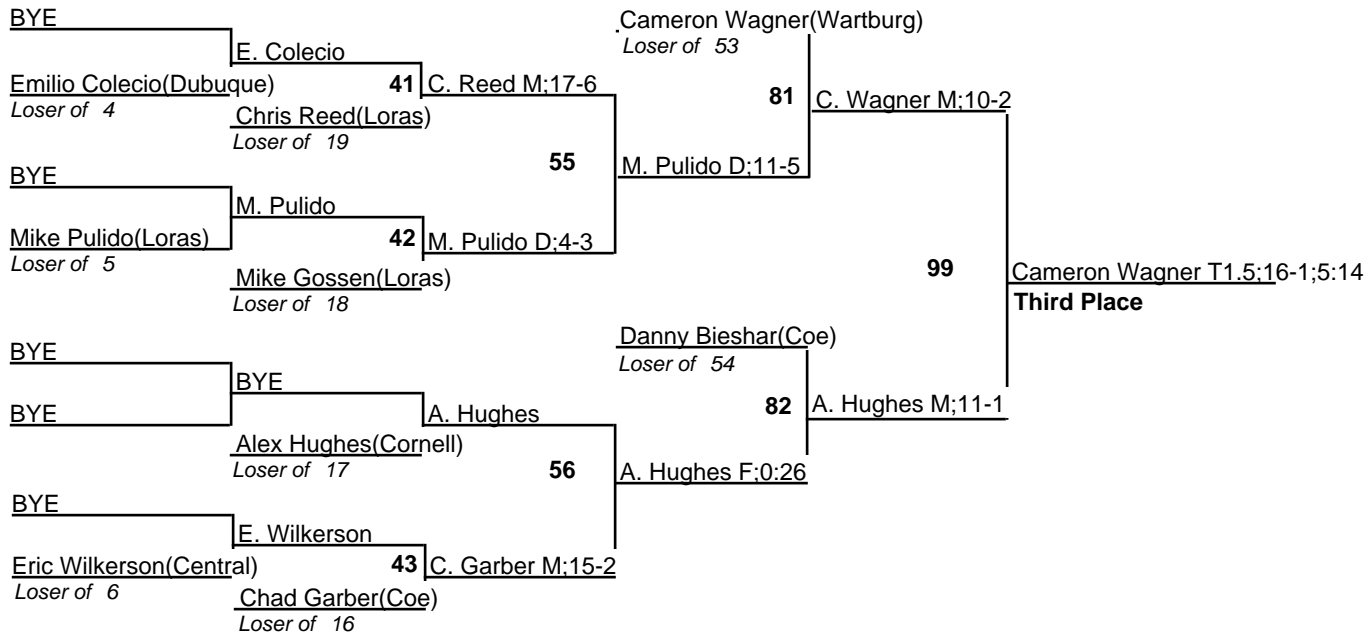 BYE
E. Colecio
Emilio Colecio(Dubuque)
Loser of 4
41
C. Reed M;17-6
Chris Reed(Loras)
Loser of 19
BYE
M. Pulido
Mike Pulido(Loras)
Loser of 5
42
M. Pulido D;4-3
Mike Gossen(Loras)
Loser of 18
55
M. Pulido D;11-5
Cameron Wagner(Wartburg)
Loser of 53
81
C. Wagner M;10-2
BYE
BYE
BYE
A. Hughes
Alex Hughes(Cornell)
Loser of 17
56
A. Hughes F;0:26
BYE
E. Wilkerson
Eric Wilkerson(Central)
Loser of 6
43
C. Garber M;15-2
Chad Garber(Coe)
Loser of 16
Danny Bieshar(Coe)
Loser of 54
82
A. Hughes M;11-1
99
Cameron Wagner T1.5;16-1;5:14
Third Place